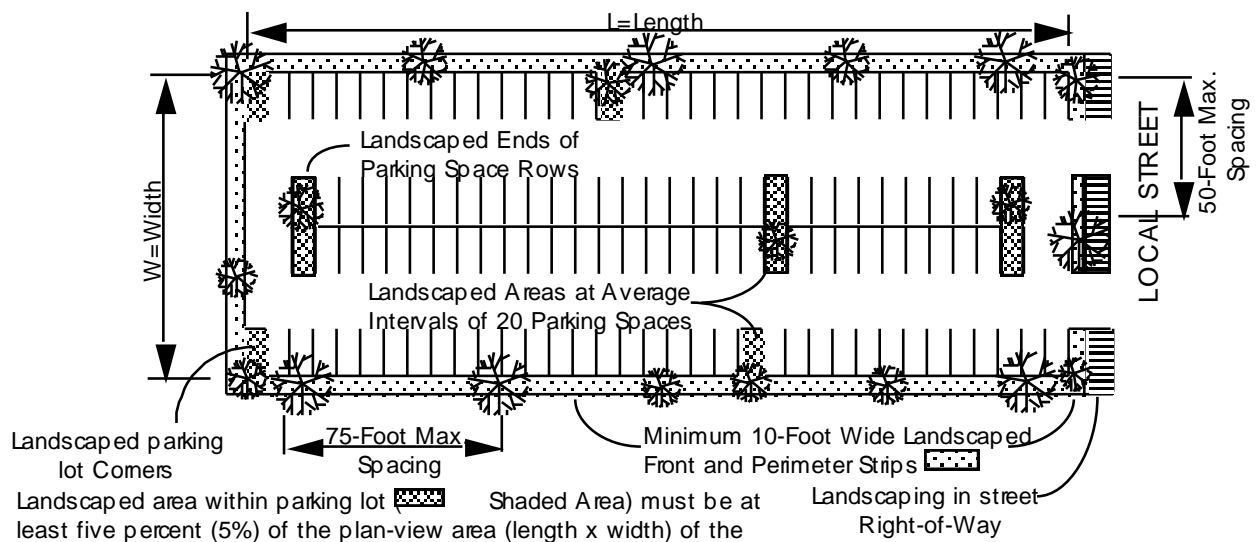 L=Length
Landscaped Ends of
Parking Space Rows
W=Width
LOCAL STREET
50-Foot Max.
Spacing
Landscaped Areas at Average
Intervals of 20 Parking Spaces
Landscaped parking
lot Corners
75-Foot Max.
Spacing
Minimum 10-Foot Wide Landscaped
Front and Perimeter Strips
Landscaping in street
Right-of-Way
Landscaped area within parking lot ( Shaded Area) must be at
least five percent (5%) of the plan-view area (length x width) of the